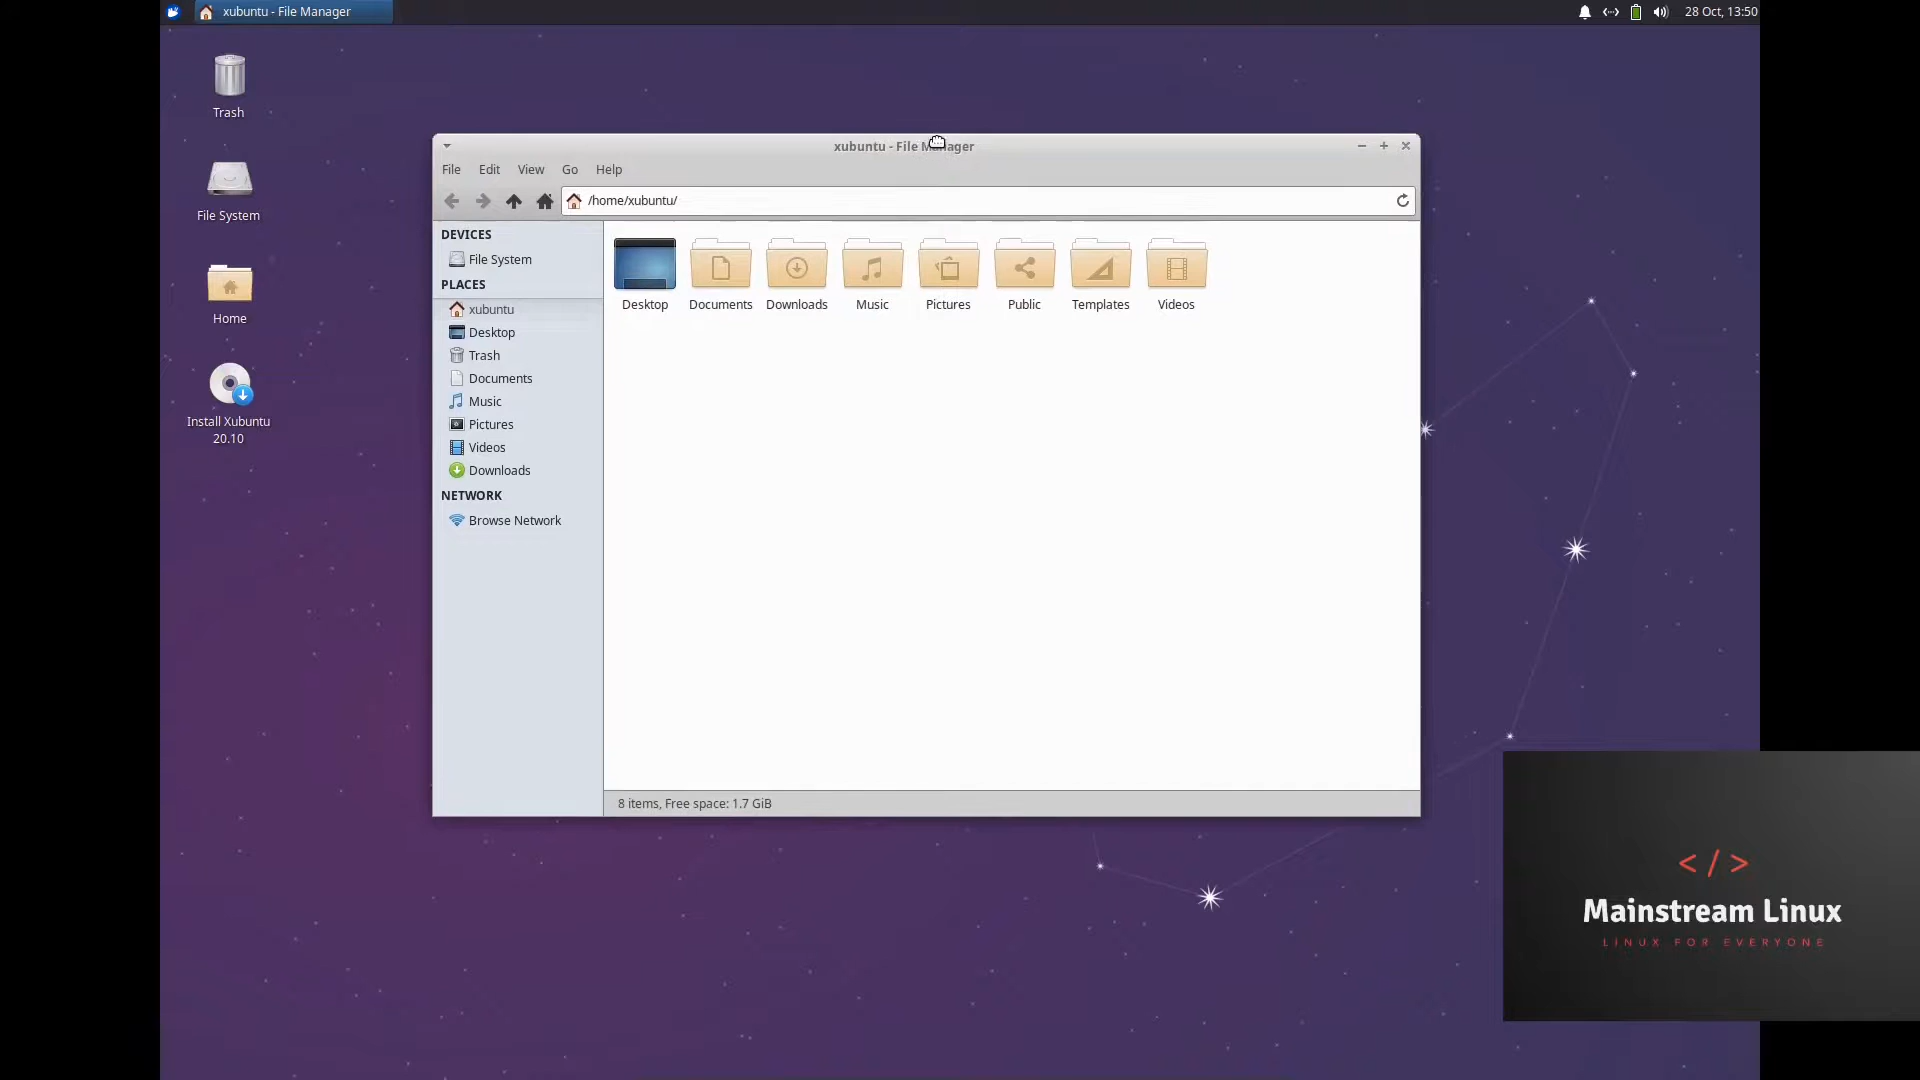 xubuntu - File Manager
28 Oct, 13:50
Trash
File System
Home
Install Xubuntu
20.10
xubuntu - File Manager
File Edit View Go Help
/home/xubuntu/
DEVICES
File System
PLACES
xubuntu
Desktop
Trash
Documents
Music
Pictures
Videos
Downloads
NETWORK
Browse Network
Desktop Documents Downloads Music Pictures Public Templates Videos
8 items, Free space: 1.7 GiB
</>
Mainstream Linux
LINUX FOR EVERYONE